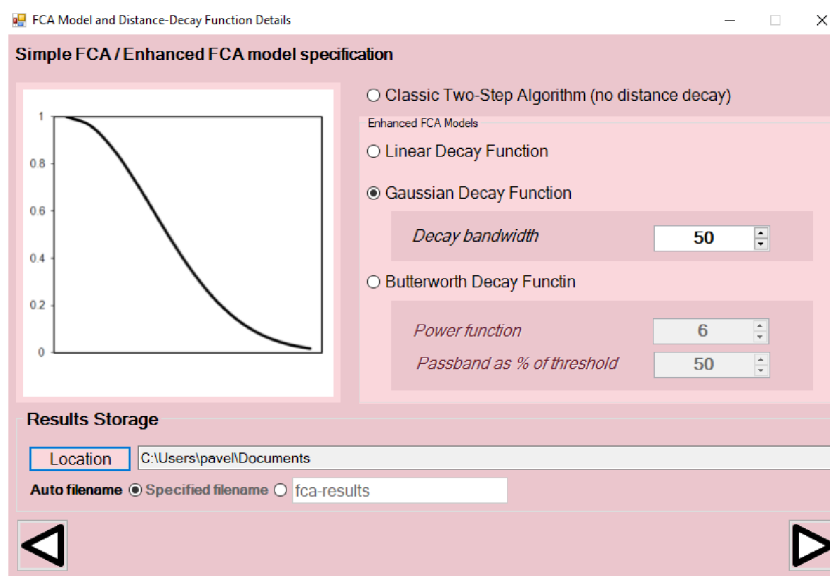 FCA Model and Distance-Decay Function Details
Simple FCA / Enhanced FCA model specification
1
0.8
0.6
0.4
0.2
0
Classic Two-Step Algorithm (no distance decay)
Enhanced FCA Models
Linear Decay Function
Gaussian Decay Function
Decay bandwidth 50
Butterworth Decay Functin
Power function 6
Passband as % of threshold 50
Results Storage
Location C:\Users\pavel\Documents
Auto filename Specified filename fca-results